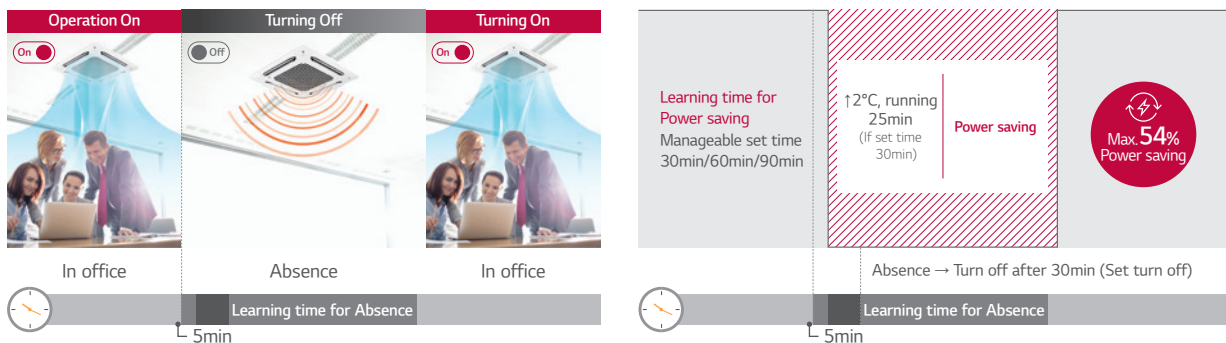 Operation On
Turning Off
Turning On
On
Off
On
In office
Absence
In office
Learning time for Absence
5min
Learning time for
Power saving
Manageable set time
30min/60min/90min
↑2°C, running
25min
(If set time
30min)
Power saving
Max.54%
Power saving
Absence → Turn off after 30min (Set turn off)
Learning time for Absence
5min